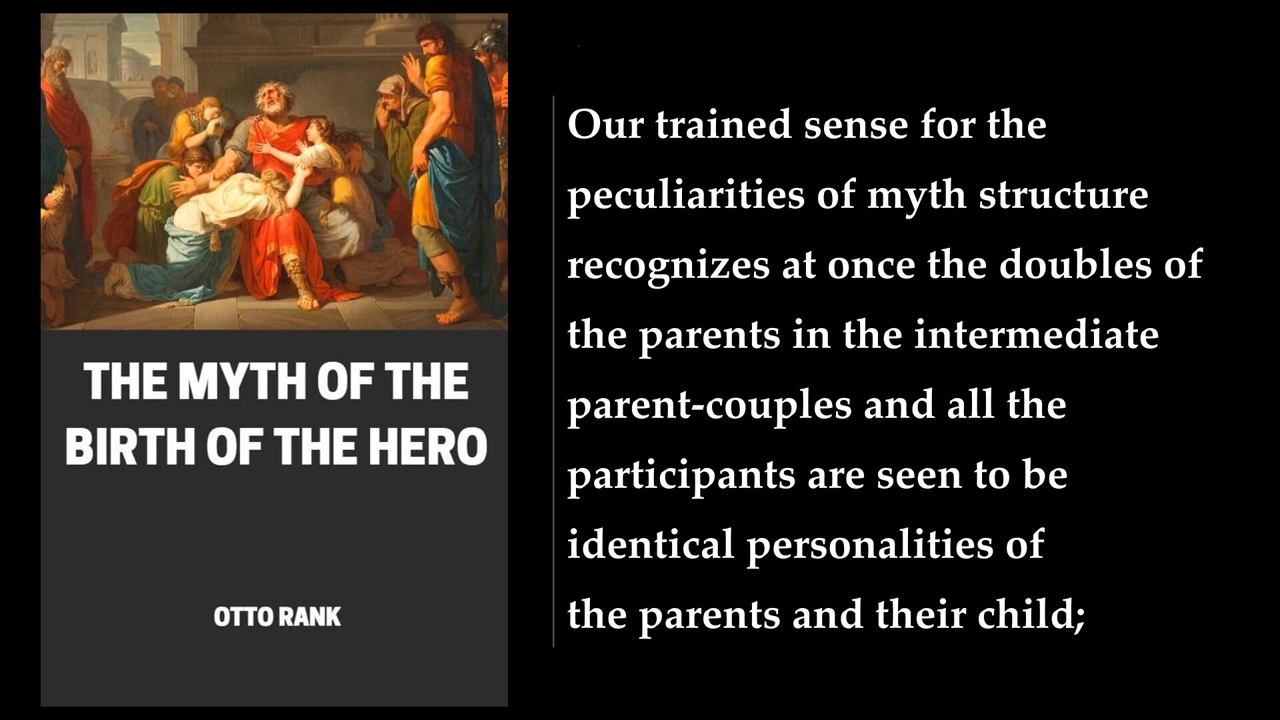 THE MYTH OF THE
BIRTH OF THE HERO
OTTO RANK
Our trained sense for the
peculiarities of myth structure
recognizes at once the doubles of
the parents in the intermediate
parent-couples and all the
participants are seen to be
identical personalities of
the parents and their child;